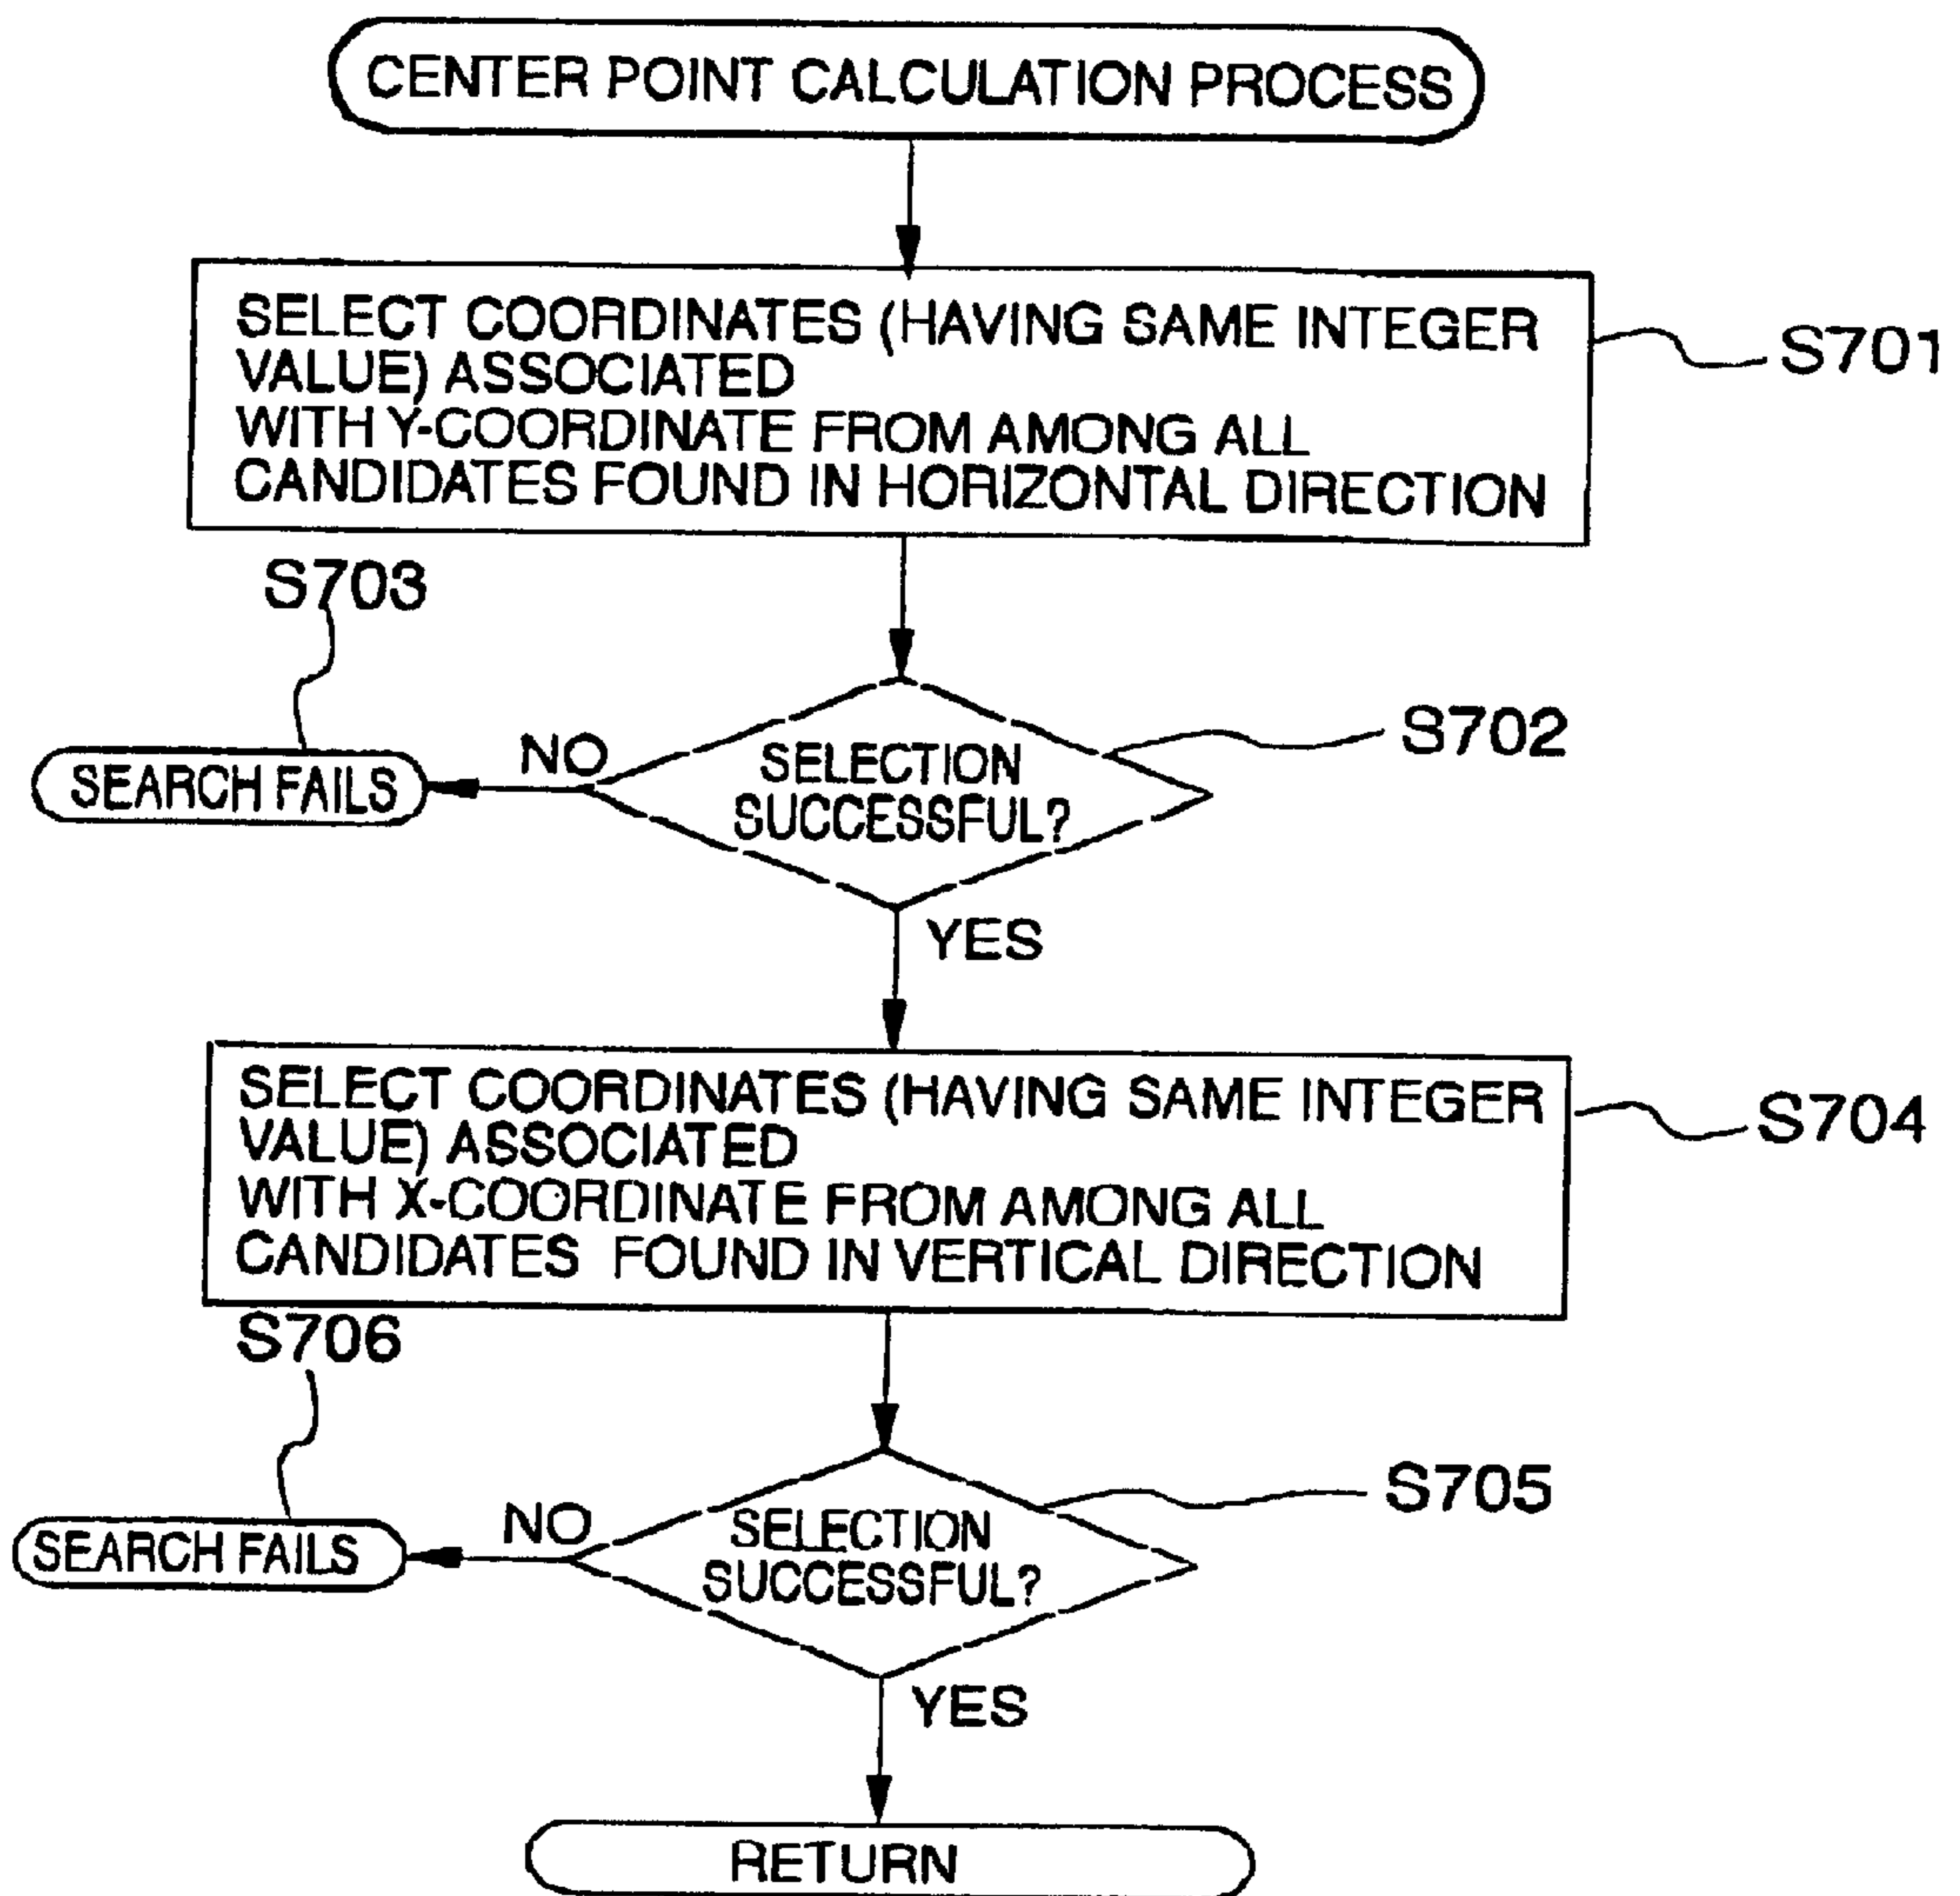 CENTER POINT CALCULATION PROCESS
SELECT COORDINATES (HAVING SAME INTEGER
VALUE) ASSOCIATED
WITH Y-COORDINATE FROM AMONG ALL
CANDIDATES FOUND IN HORIZONTAL DIRECTION
S701
S703
SEARCH FAILS
NO
SELECTION
SUCCESSFUL?
S702
YES
SELECT COORDINATES (HAVING SAME INTEGER
VALUE) ASSOCIATED
WITH X-COORDINATE FROM AMONG ALL
CANDIDATES FOUND IN VERTICAL DIRECTION
S704
S706
SEARCH FAILS
NO
SELECTION
SUCCESSFUL?
S705
YES
RETURN